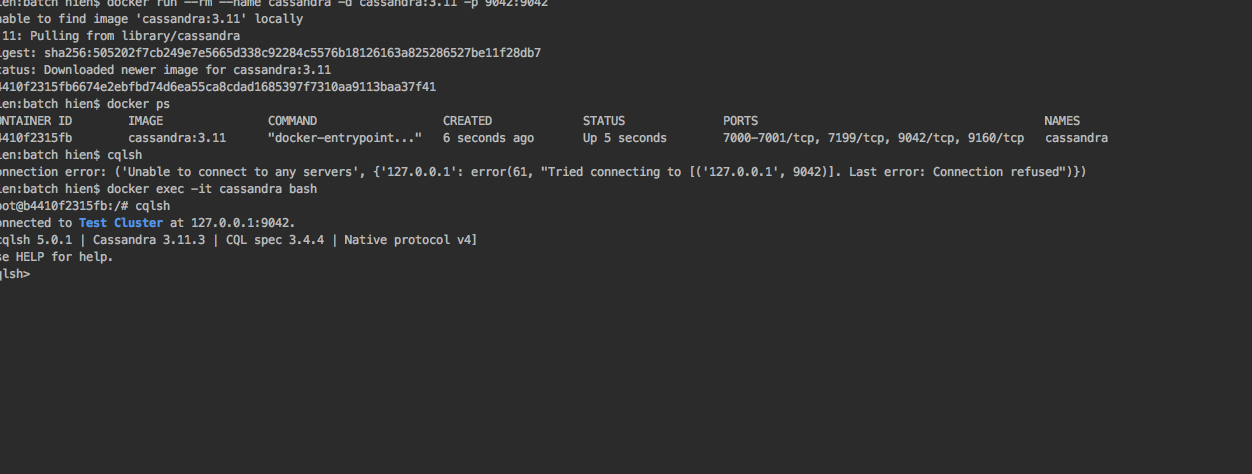 ien:batch hien$ docker run --rm --name cassandra -d cassandra:3.11 -p 9042:9042
nable to find image 'cassandra:3.11' locally
.11: Pulling from library/cassandra
igest: sha256:505202f7cb249e7e5665d338c92284c5576b18126163a825286527be11f28db7
tatus: Downloaded newer image for cassandra:3.11
4410f2315fb6674e2ebfbd74d6ea55ca8cdad1685397f7310aa9113baa37f41
ien:batch hien$ docker ps
ONTAINER ID IMAGE COMMAND CREATED STATUS PORTS NAMES
4410f2315fb cassandra:3.11 "docker-entrypoint..." 6 seconds ago Up 5 seconds 7000-7001/tcp, 7199/tcp, 9042/tcp, 9160/tcp cassandra
ien:batch hien$ cqlsh
onnection error: ('Unable to connect to any servers', {'127.0.0.1': error(61, "Tried connecting to [('127.0.0.1', 9042)]. Last error: Connection refused")})
ien:batch hien$ docker exec -it cassandra bash
oot@b4410f2315fb:/# cqlsh
onnected to Test Cluster at 127.0.0.1:9042.
cqlsh 5.0.1 | Cassandra 3.11.3 | CQL spec 3.4.4 | Native protocol v4]
se HELP for help.
qlsh>